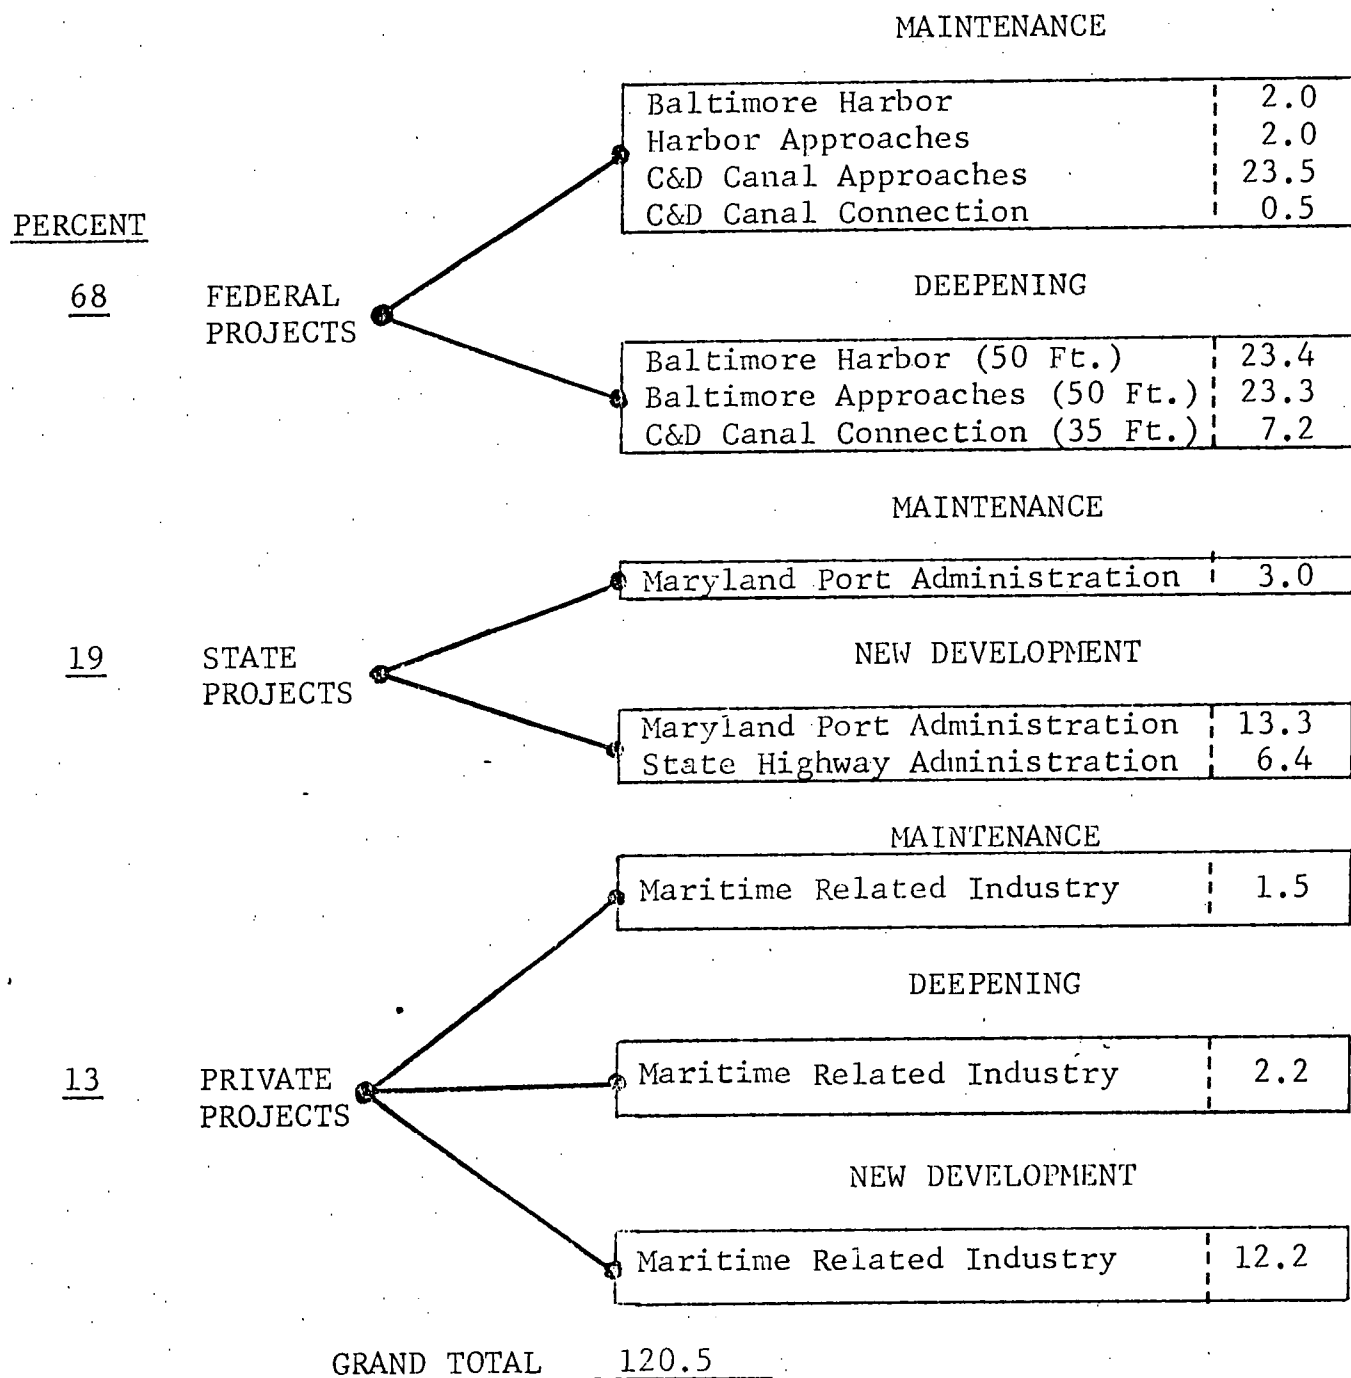 MAINTENANCE
Baltimore Harbor 2.0
Harbor Approaches 2.0
C&D Canal Approaches 23.5
C&D Canal Connection 0.5
PERCENT
68 FEDERAL PROJECTS
DEEPENING
Baltimore Harbor (50 Ft.) 23.4
Baltimore Approaches (50 Ft.) 23.3
C&D Canal Connection (35 Ft.) 7.2
MAINTENANCE
Maryland Port Administration 3.0
19 STATE PROJECTS
NEW DEVELOPMENT
Maryland Port Administration 13.3
State Highway Administration 6.4
MAINTENANCE
Maritime Related Industry 1.5
DEEPENING
13 PRIVATE PROJECTS
Maritime Related Industry 2.2
NEW DEVELOPMENT
Maritime Related Industry 12.2
GRAND TOTAL 120.5